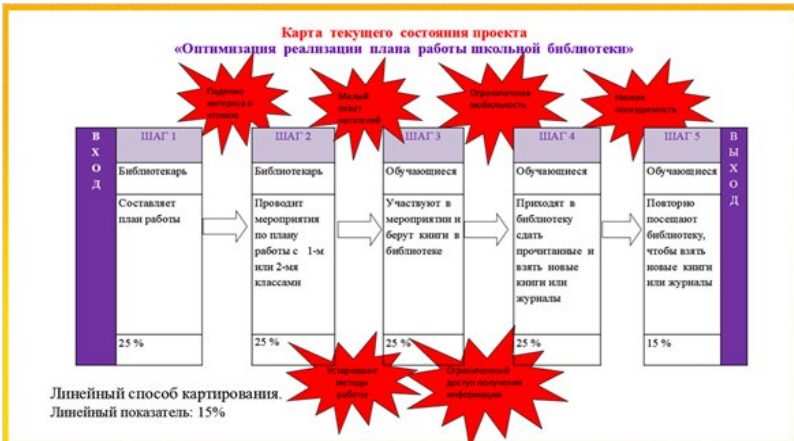 Карта текущего состояния проекта
«Оптимизация реализации плана работы школьной библиотеки»
Падение
интереса к
чтению
Малый
охват
читателей
Ограниченная
мобильность
Низкая
посещаемость
ВХОД
ШАГ 1
Библиотекарь
Составляет
план работы
25 %
ШАГ 2
Библиотекарь
Проводит
мероприятия
по плану
работы с 1-м
или 2-мя
классами
25 %
ШАГ 3
Обучающиеся
Участвуют в
мероприятии и
берут книги в
библиотеке
25 %
ШАГ 4
Обучающиеся
Приходят в
библиотеку
сдать
прочитанные и
взять новые
книги или
журналы
25 %
ШАГ 5
Обучающиеся
Повторно
посещают
библиотеку,
чтобы взять
новые книги
или журналы
15 %
ВЫХОД
Устаревшие
методы
работы
Ограниченный
доступ получения
информации
Линейный способ картирования.
Линейный показатель: 15%